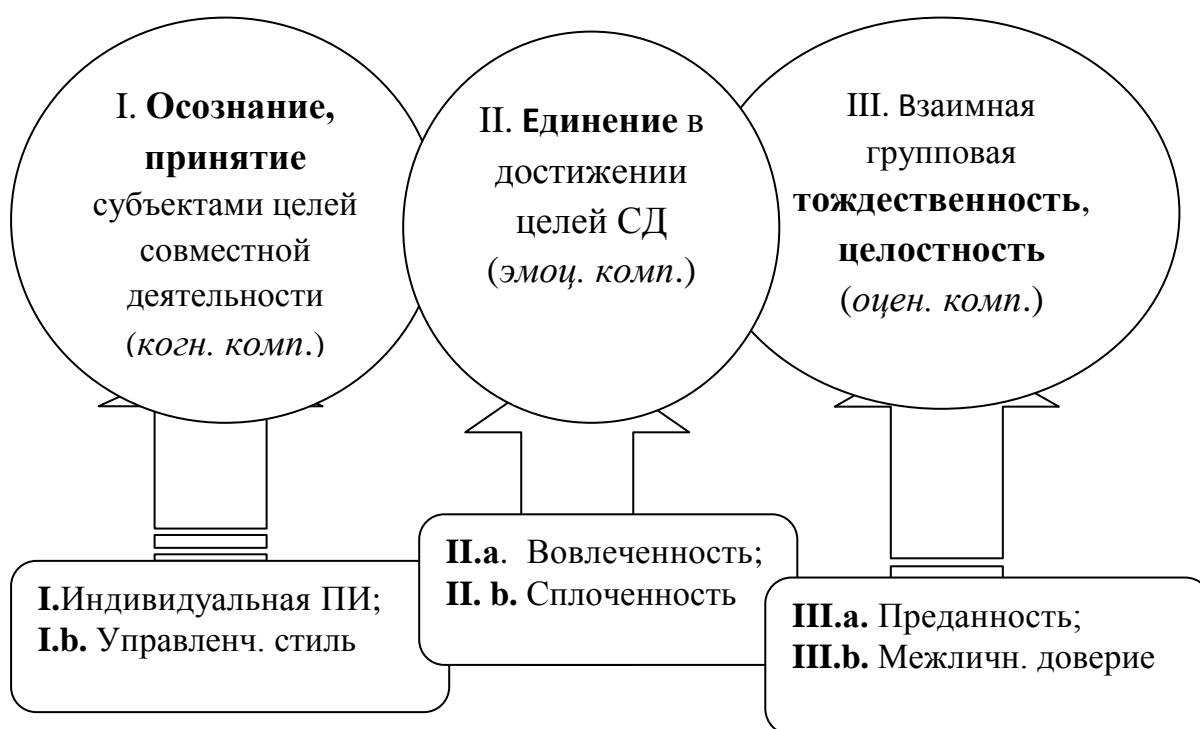 I. Осознание,
принятие
субъектами целей
совместной
деятельности
(когн. комп.)
II. Единение в
достижении
целей СД
(эмоц. комп.)
III. Взаимная
групповая
тождественность,
целостность
(оцен. комп.)
I.Индивидуальная ПИ;
I.b. Управленч. стиль
II.a. Вовлеченность;
II. b. Сплоченность
III.a. Преданность;
III.b. Межличн. доверие